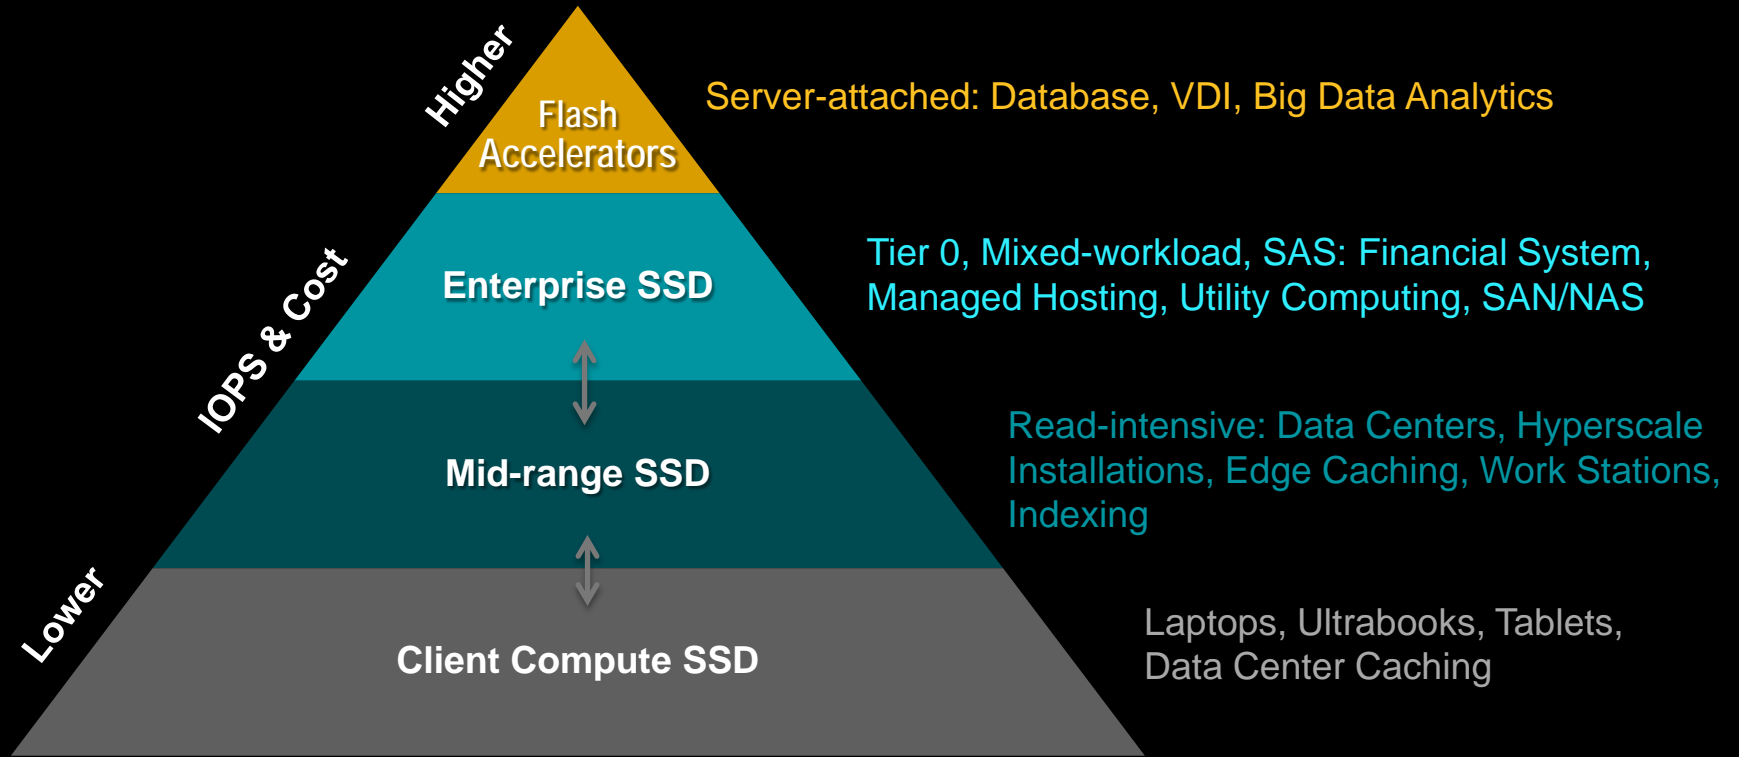 Higher
Flash
Accelerators
Server-attached: Database, VDI, Big Data Analytics
IOPS & Cost
Enterprise SSD
Tier 0, Mixed-workload, SAS: Financial System,
Managed Hosting, Utility Computing, SAN/NAS
Mid-range SSD
Read-intensive: Data Centers, Hyperscale
Installations, Edge Caching, Work Stations,
Indexing
Lower
Client Compute SSD
Laptops, Ultrabooks, Tablets,
Data Center Caching